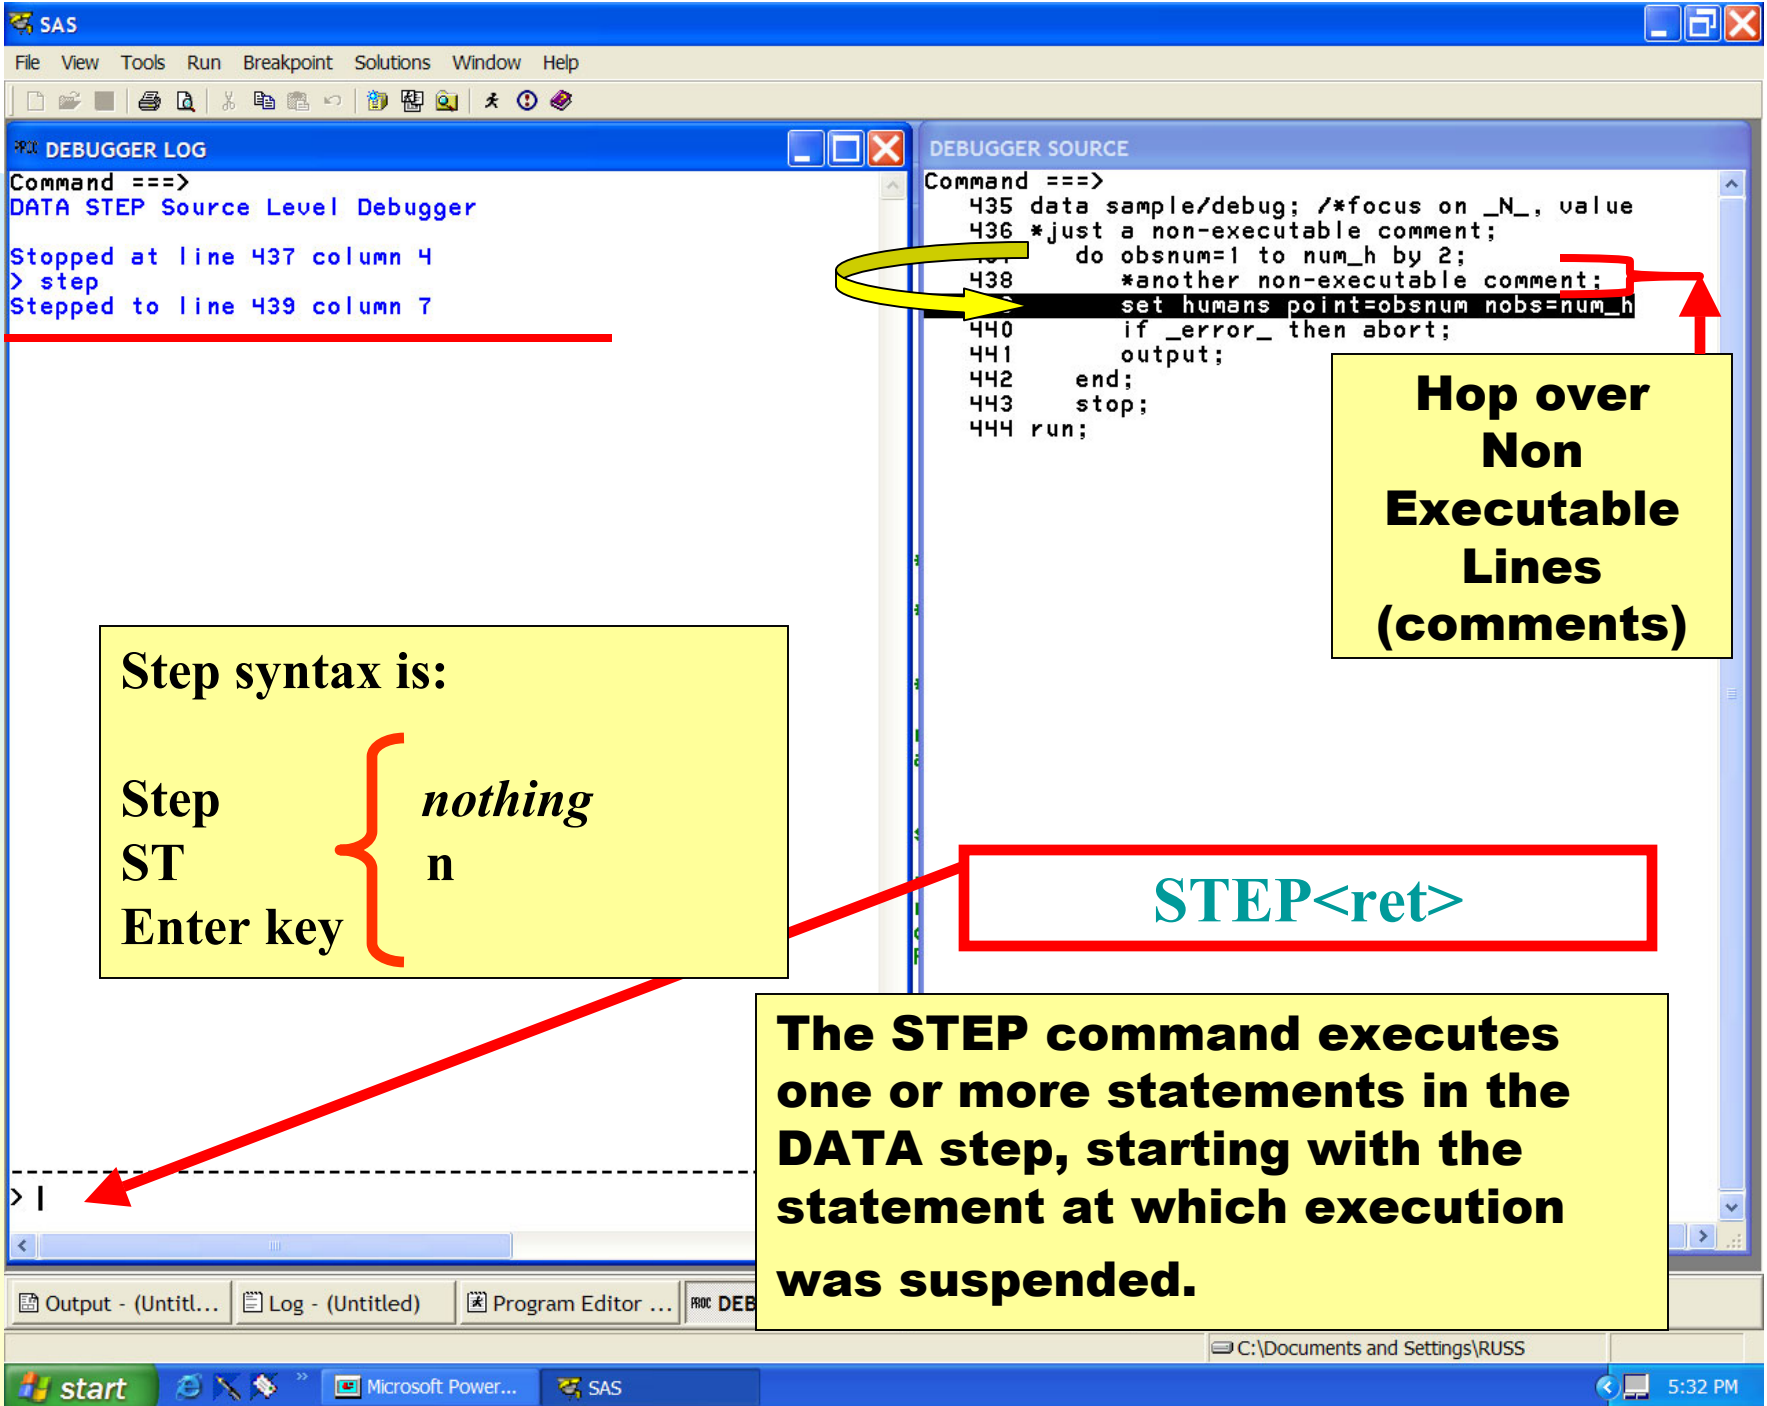 SAS
File View Tools Run Breakpoint Solutions Window Help
DEBUGGER LOG
Command ===>
DATA STEP Source Level Debugger
Stopped at line 437 column 4
> step
Stepped to line 439 column 7
DEBUGGER SOURCE
Command ===>
435 data sample/debug; /*focus on _N_, value
436 *just a non-executable comment;
do obsnum=1 to num_h by 2;
438 *another non-executable comment;
set humans point=obsnum nobs=num_h
440 if _error_ then abort;
441 output;
442 end;
443 stop;
444 run;
Hop over
Non
Executable
Lines
(comments)
Step syntax is:
Step nothing
ST n
Enter key
STEP<ret>
The STEP command executes
one or more statements in the
DATA step, starting with the
statement at which execution
was suspended.
> 
Output - (Untitl... Log - (Untitled) Program Editor ... PROC DEB
C:\Documents and Settings\RUSS
start » Microsoft Power... SAS 5:32 PM